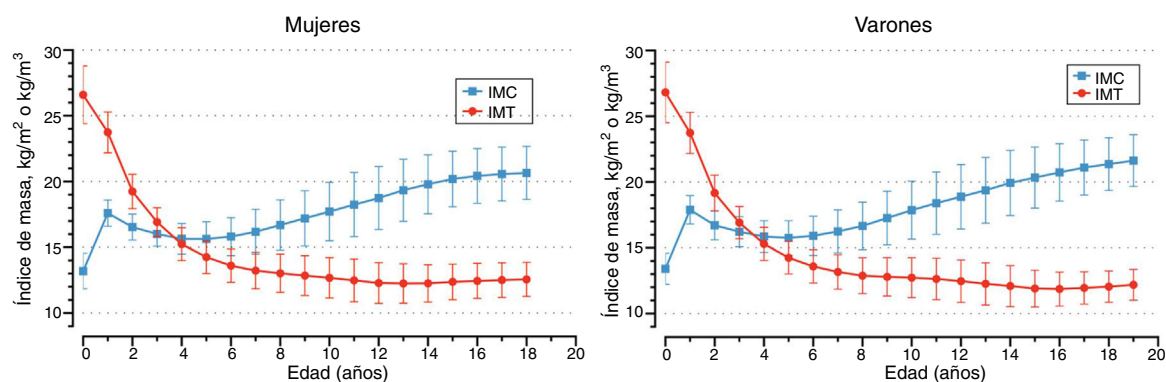 Mujeres
Índice de masa, kg/m² o kg/m³
30
25
20
15
10
IMC
IMT
0 2 4 6 8 10 12 14 16 18 20
Edad (años)
Varones
Índice de masa, kg/m² o kg/m³
30
25
20
15
10
IMC
IMT
0 2 4 6 8 10 12 14 16 18 20
Edad (años)